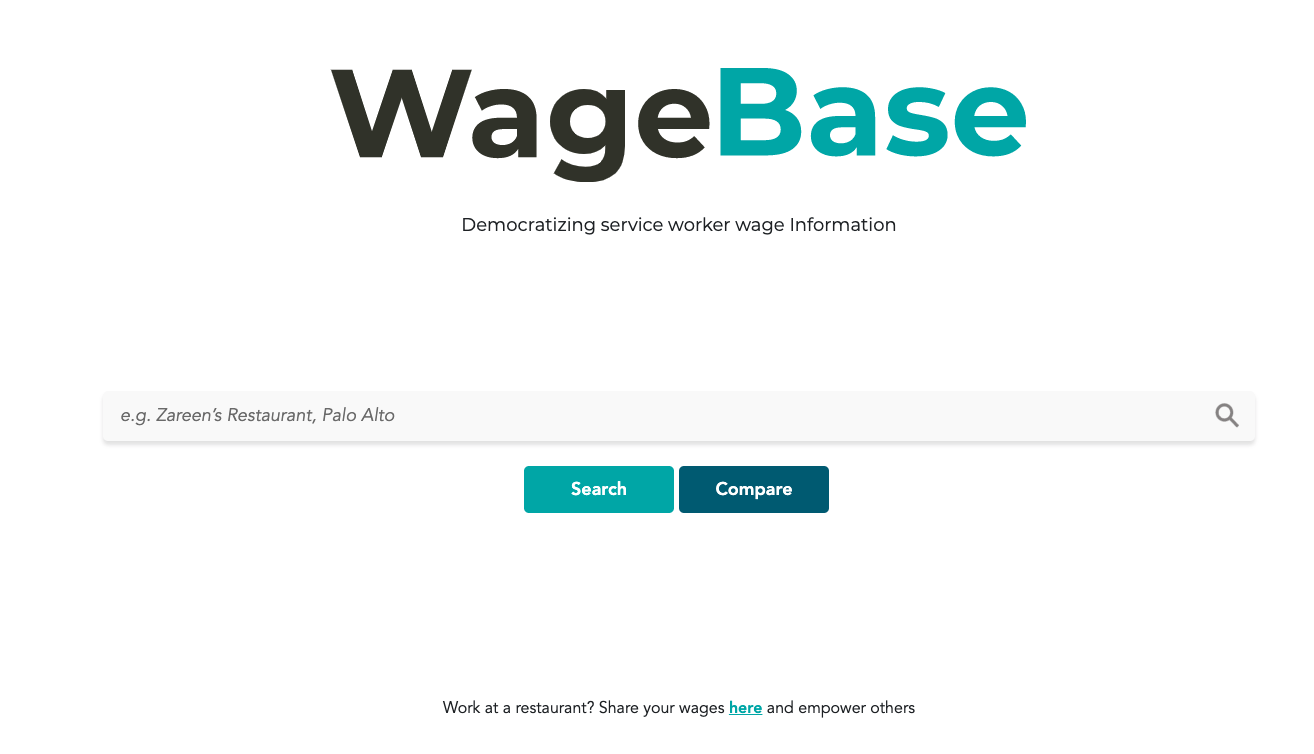 WageBase
Democratizing service worker wage Information
e.g. Zareen’s Restaurant, Palo Alto
Search Compare
Work at a restaurant? Share your wages here and empower others